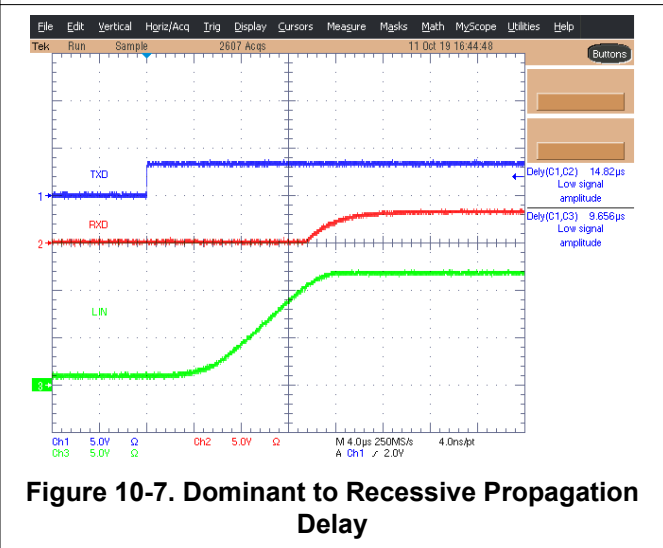 File Edit Vertical Horiz/Acq Trig Display Cursors Measure Masks Math MyScope Utilities Help
Tek Run Sample 2607 Acqs 11 Oct 19 16:44:48
Buttons
TXD
1
Dely(C1,C2) 14.82µs
Low signal
amplitude
RXD
2
Dely(C1,C3) 9.656µs
Low signal
amplitude
LIN
3
Ch1 5.0V Ω Ch2 5.0V Ω M 4.0µs 250MS/s 4.0ns/pt
Ch3 5.0V Ω A Ch1 ∕ 2.0V
Figure 10-7. Dominant to Recessive Propagation
Delay